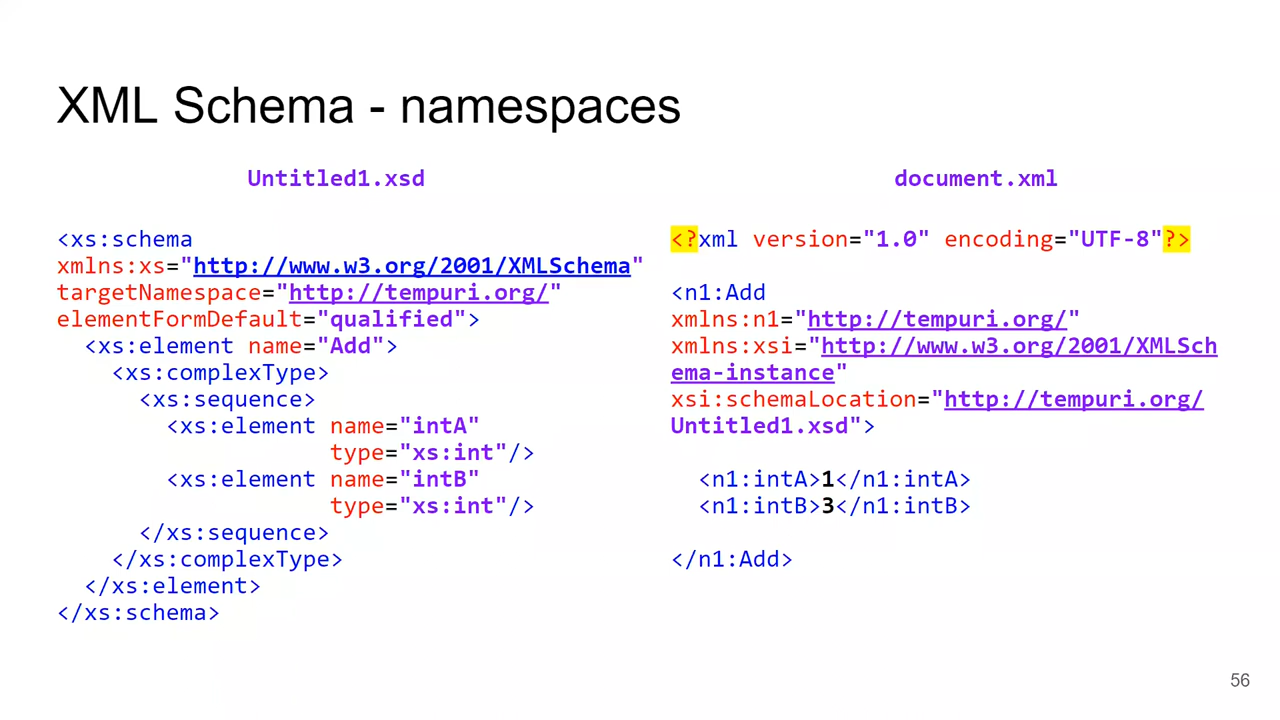 XML Schema - namespaces
Untitled1.xsd
<xs:schema
xmlns:xs="http://www.w3.org/2001/XMLSchema"
targetNamespace="http://tempuri.org/"
elementFormDefault="qualified">
<xs:element name="Add">
<xs:complexType>
<xs:sequence>
<xs:element name="intA"
type="xs:int"/>
<xs:element name="intB"
type="xs:int"/>
</xs:sequence>
</xs:complexType>
</xs:element>
</xs:schema>
document.xml
<?xml version="1.0" encoding="UTF-8"?>
<n1:Add
xmlns:n1="http://tempuri.org/"
xmlns:xsi="http://www.w3.org/2001/XMLSch
ema-instance"
xsi:schemaLocation="http://tempuri.org/
Untitled1.xsd">
<n1:intA>1</n1:intA>
<n1:intB>3</n1:intB>
</n1:Add>
56